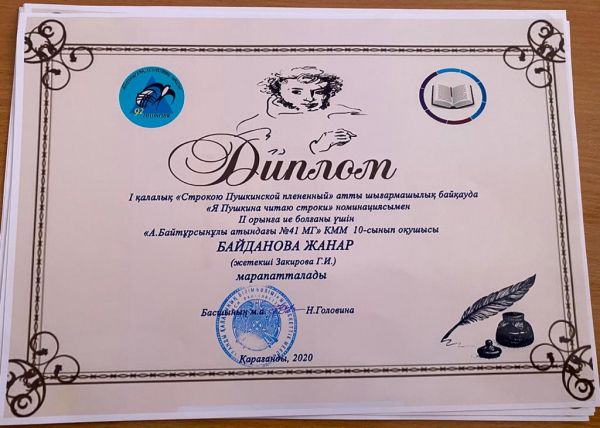 Диплом
І қалалық «Строкою Пушкинской плененный» атты шығармашылық байқауда
«Я Пушкина читаю строки» номинациясымен
ІІ орынға ие болғаны үшін
«А.Байтұрсынұлы атындағы №41 МГ» КММ 10-сынып оқушысы
БАЙДАНОВА ЖАНАР
(жетекші Закирова Г.И.)
марапатталады
Басшының м.а. Н.Головина
Қарағанды, 2020